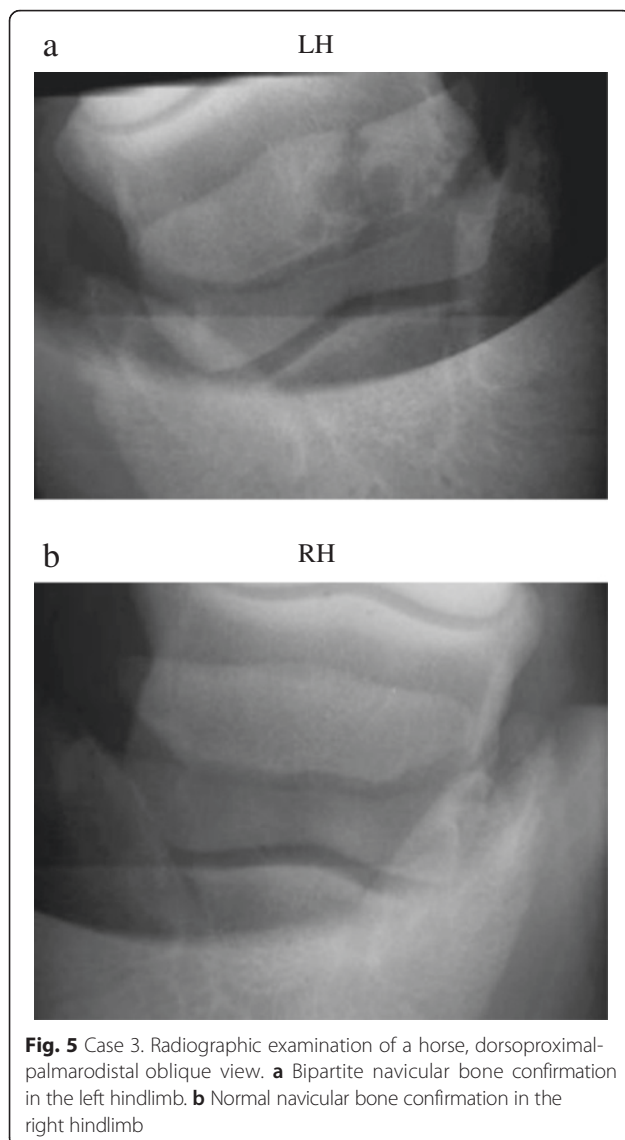 a
LH
b
RH
Fig. 5 Case 3. Radiographic examination of a horse, dorsoproximal-
palmarodistal oblique view. a Bipartite navicular bone confirmation
in the left hindlimb. b Normal navicular bone confirmation in the
right hindlimb